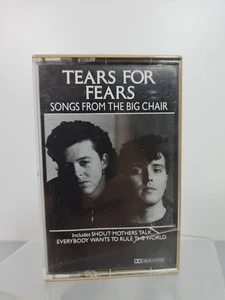 TEARS FOR
FEARS
SONGS FROM THE BIG CHAIR
Includes SHOUT·MOTHERS TALK
EVERYBODY WANTS TO RULE THE WORLD